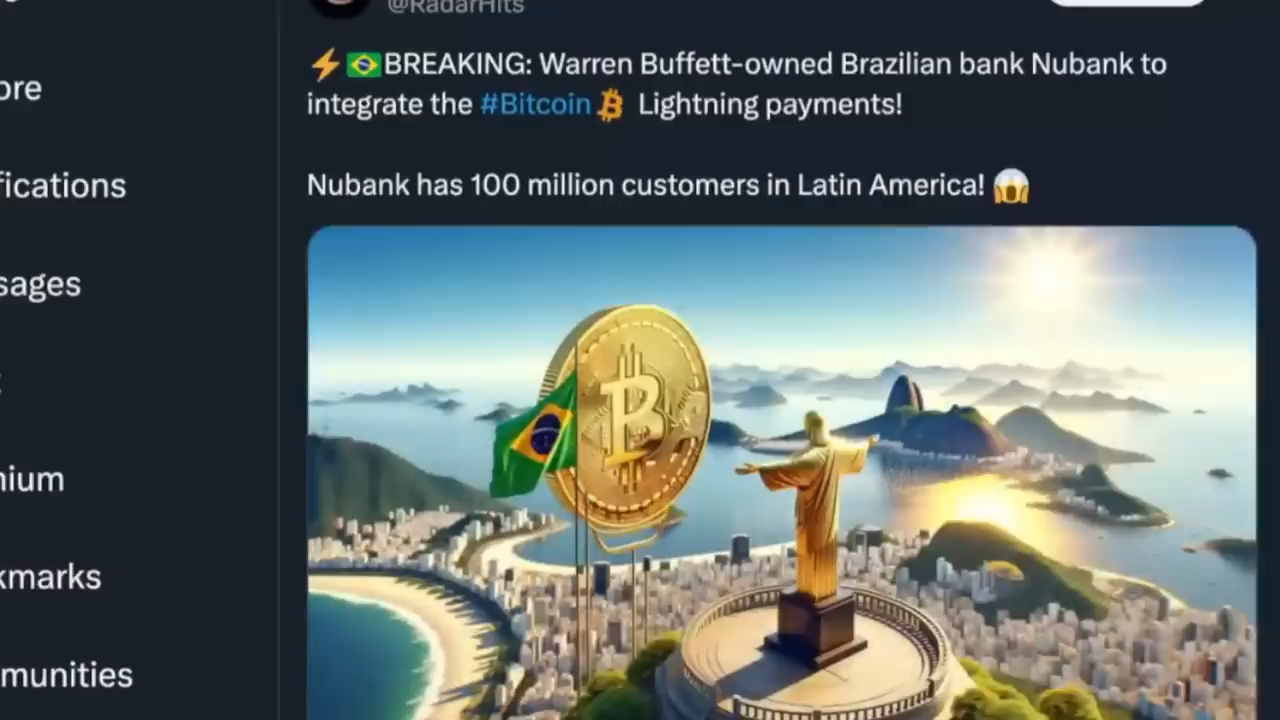 @RadarHits
⚡🇧🇷BREAKING: Warren Buffett-owned Brazilian bank Nubank to
integrate the #Bitcoin Lightning payments!
Nubank has 100 million customers in Latin America! 😱
ore
fications
sages
nium
kmarks
munities